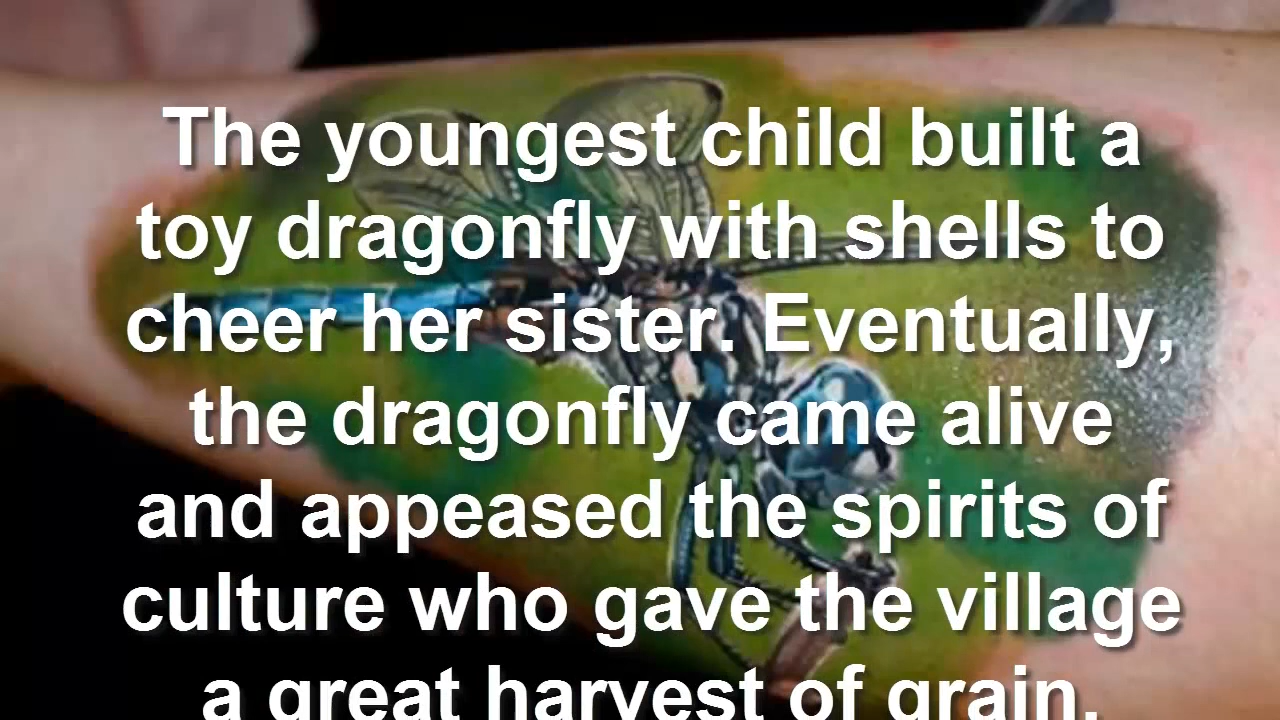 The youngest child built a
toy dragonfly with shells to
cheer her sister. Eventually,
the dragonfly came alive
and appeased the spirits of
culture who gave the village
a great harvest of grain.